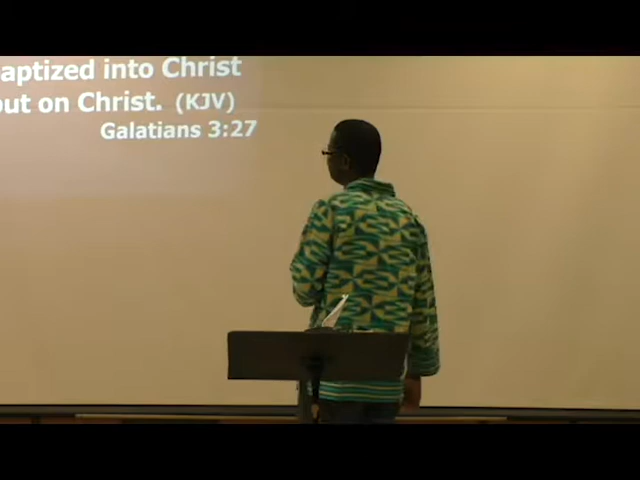 aptized into Christ
out on Christ. (KJV)
Galatians 3:27